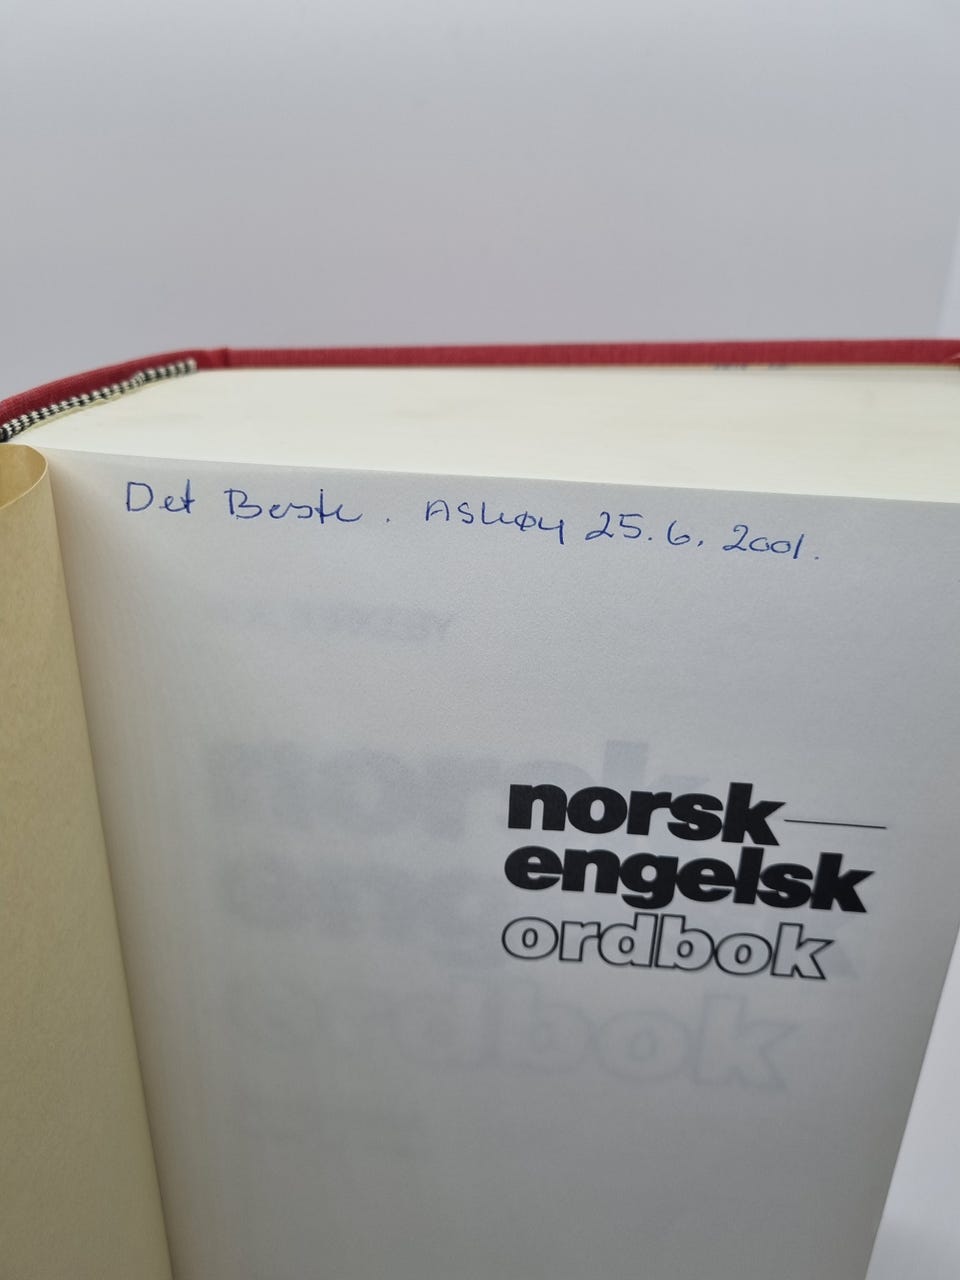 Det Beste. Askøy 25.6.2001.
norsk—
engelsk
ordbok